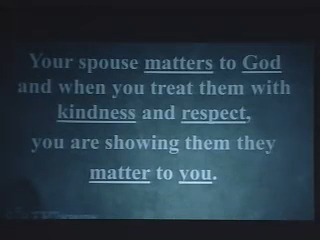 Your spouse matters to God
and when you treat them with
kindness and respect,
you are showing them they
matter to you.